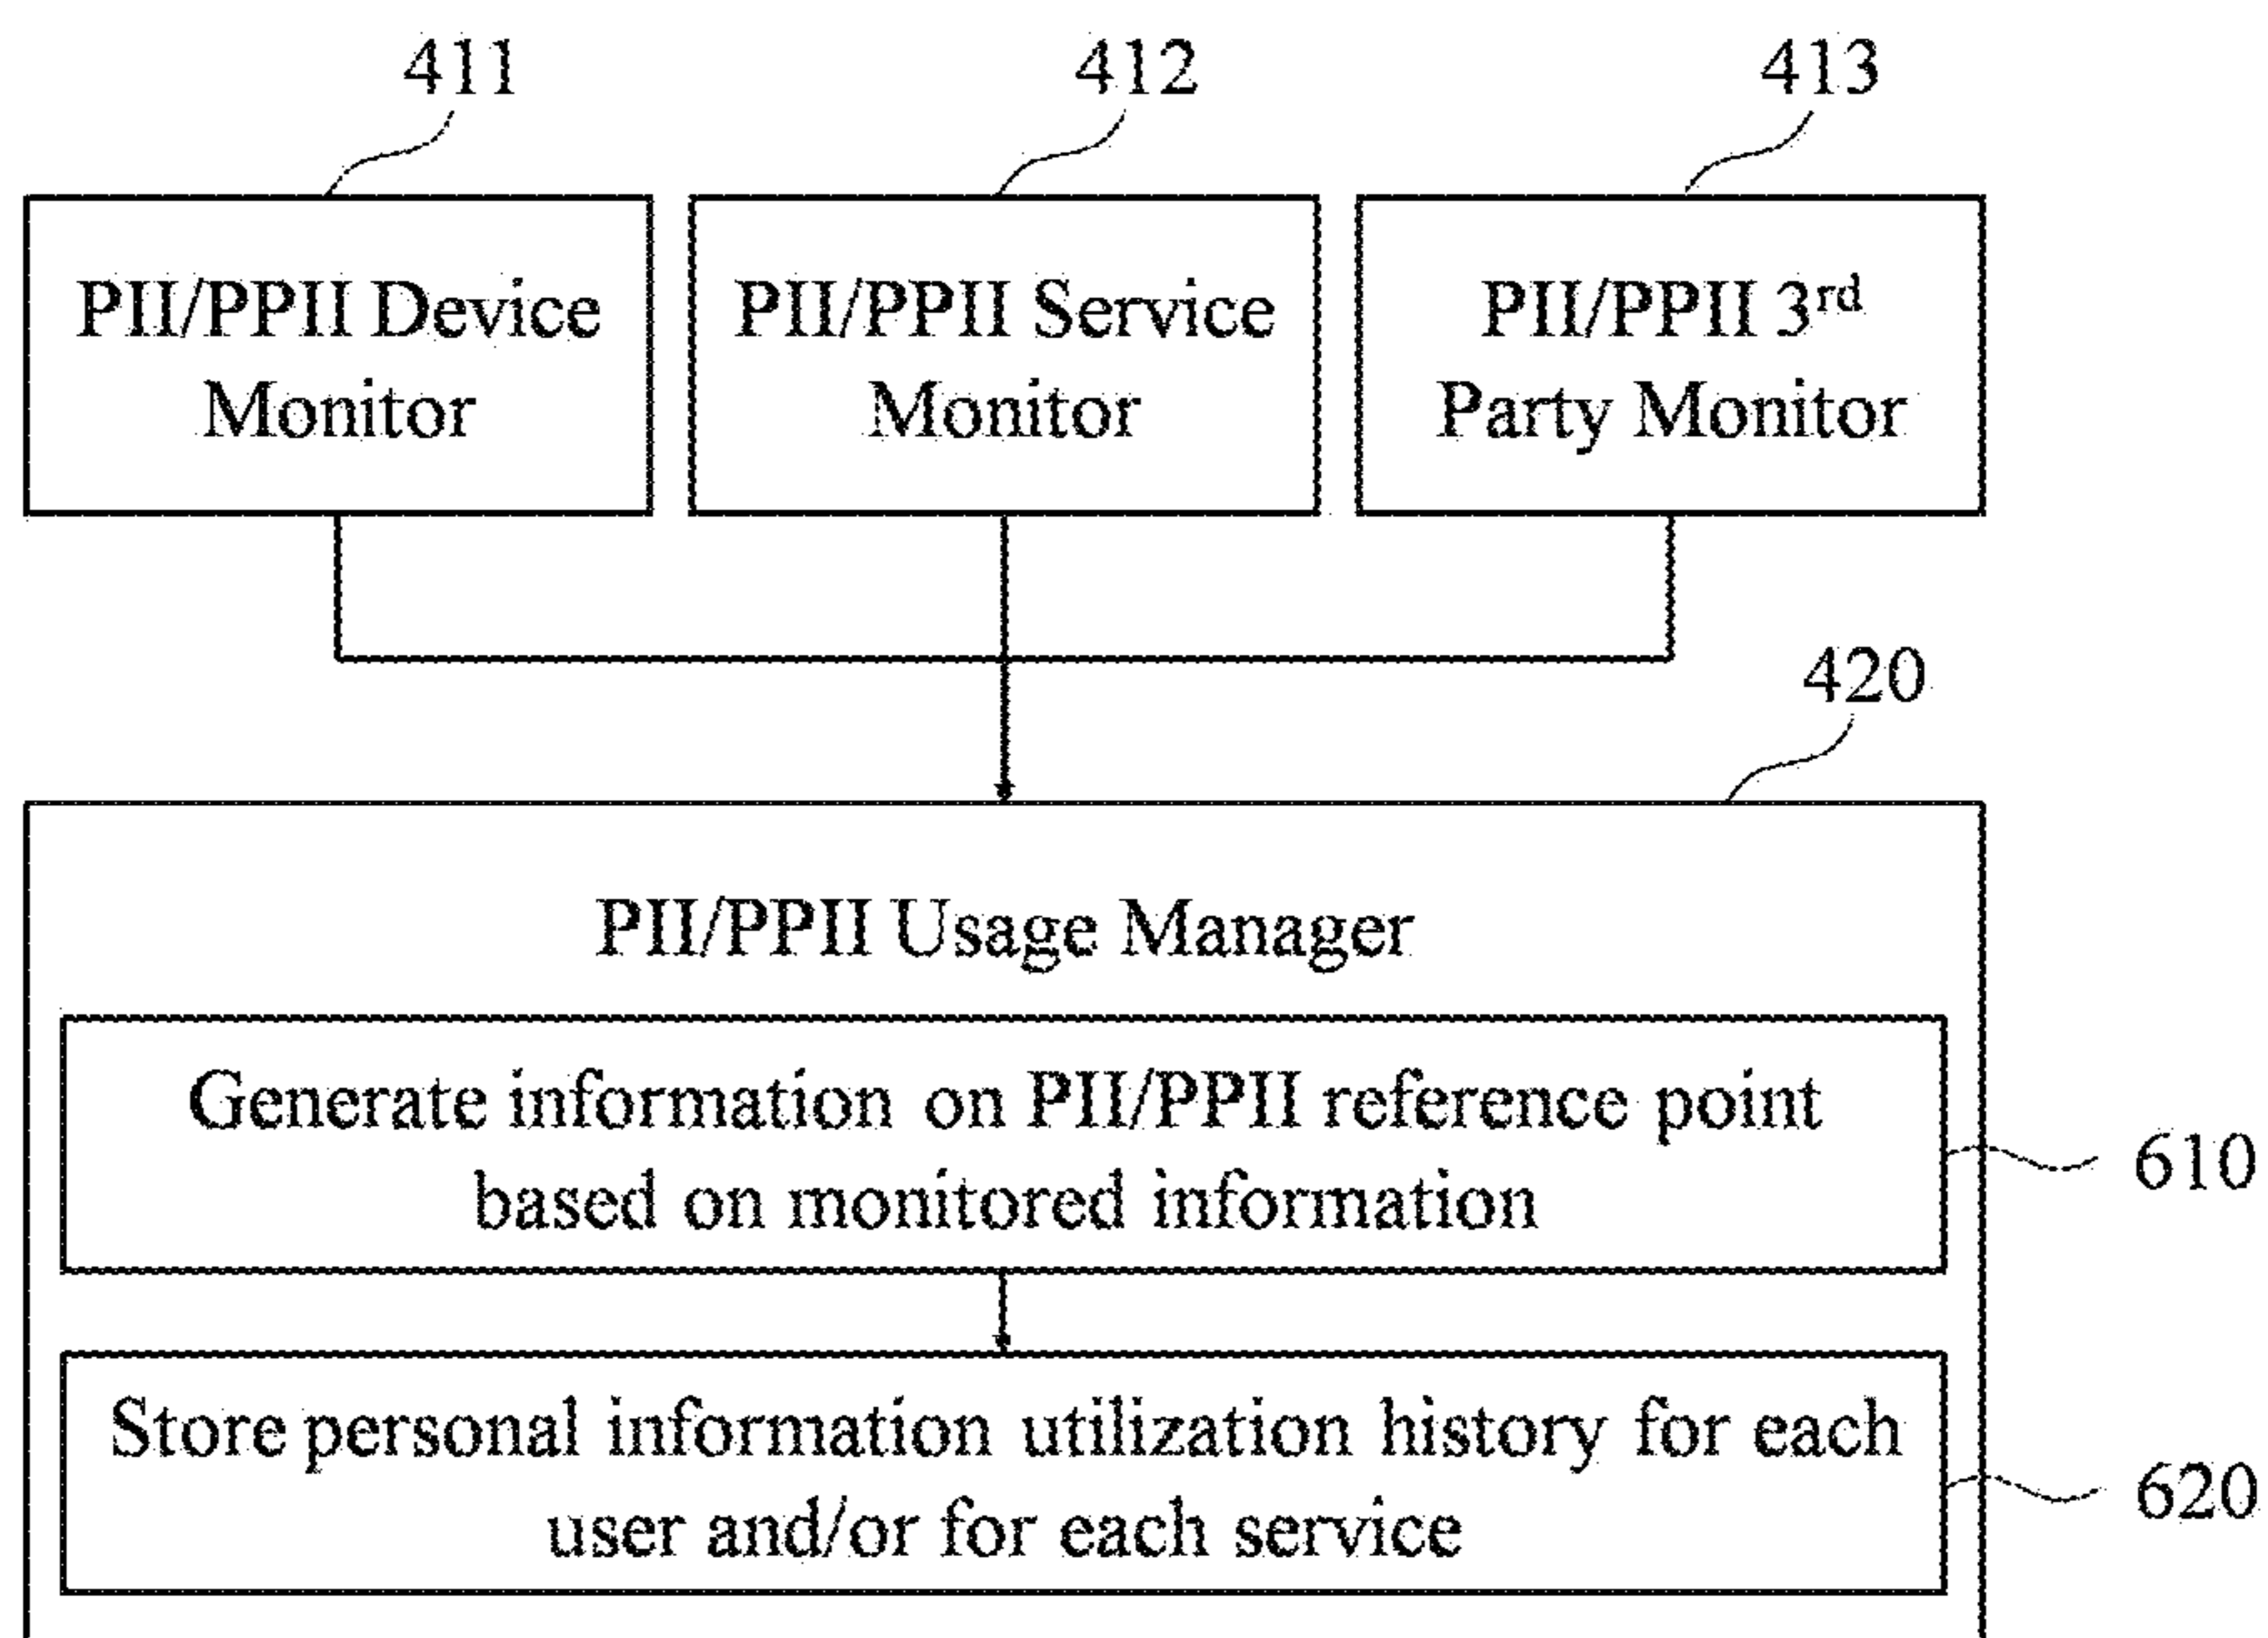 411
412
413
PII/PPII Device
Monitor
PII/PPII Service
Monitor
PII/PPII 3rd
Party Monitor
420
PII/PPII Usage Manager
Generate information on PII/PPII reference point
based on monitored information
610
Store personal information utilization history for each
user and/or for each service
620